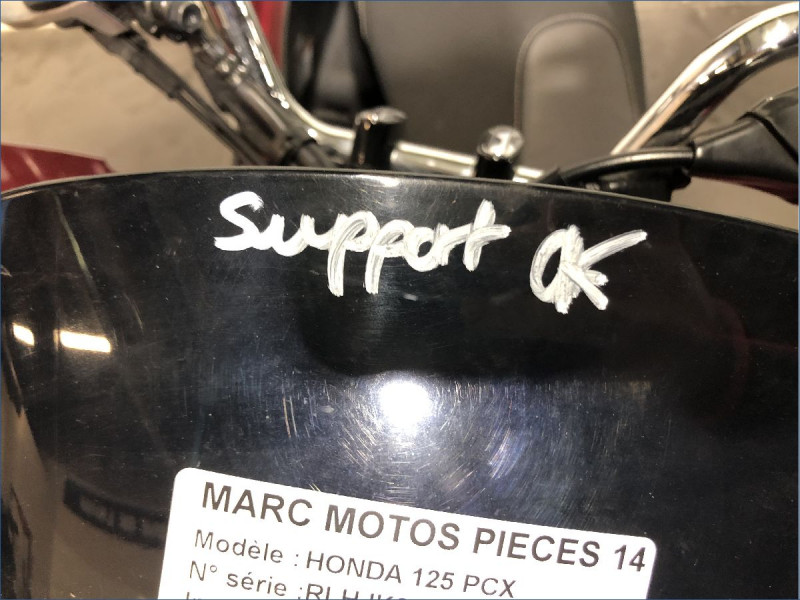 Support OK
MARC MOTOS PIECES 14
Modèle : HONDA 125 PCX
N° série :